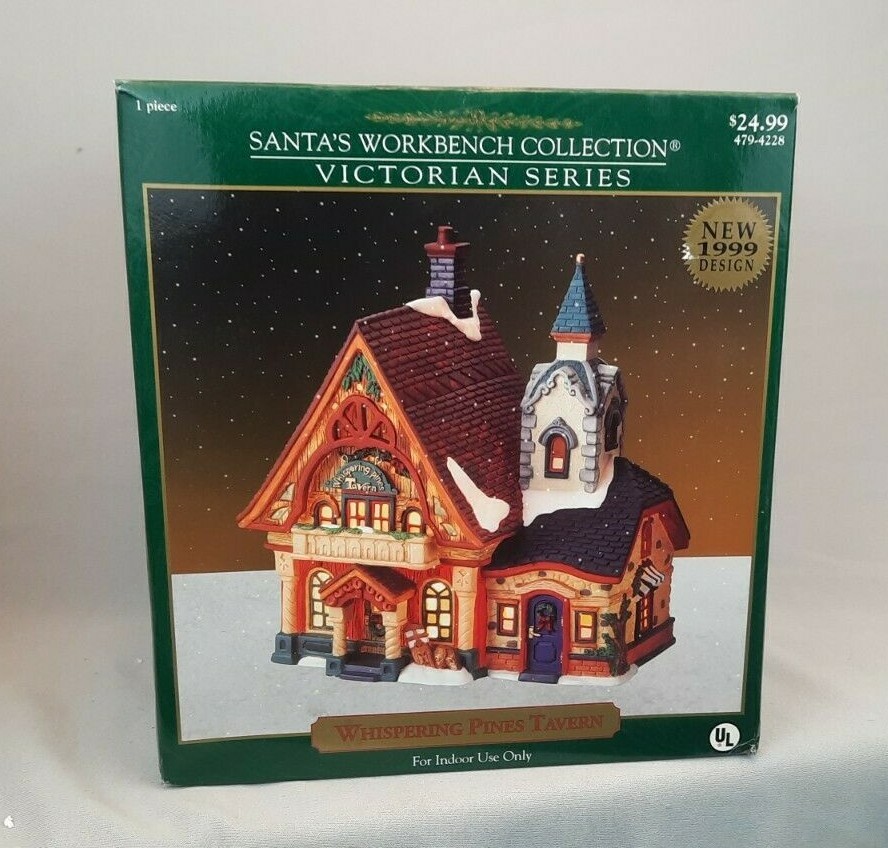 1 piece
$24.99
479-4228
SANTA'S WORKBENCH COLLECTION®
VICTORIAN SERIES
NEW
1999
DESIGN
Whispering Pines
Tavern
WHISPERING PINES TAVERN
For Indoor Use Only
UL